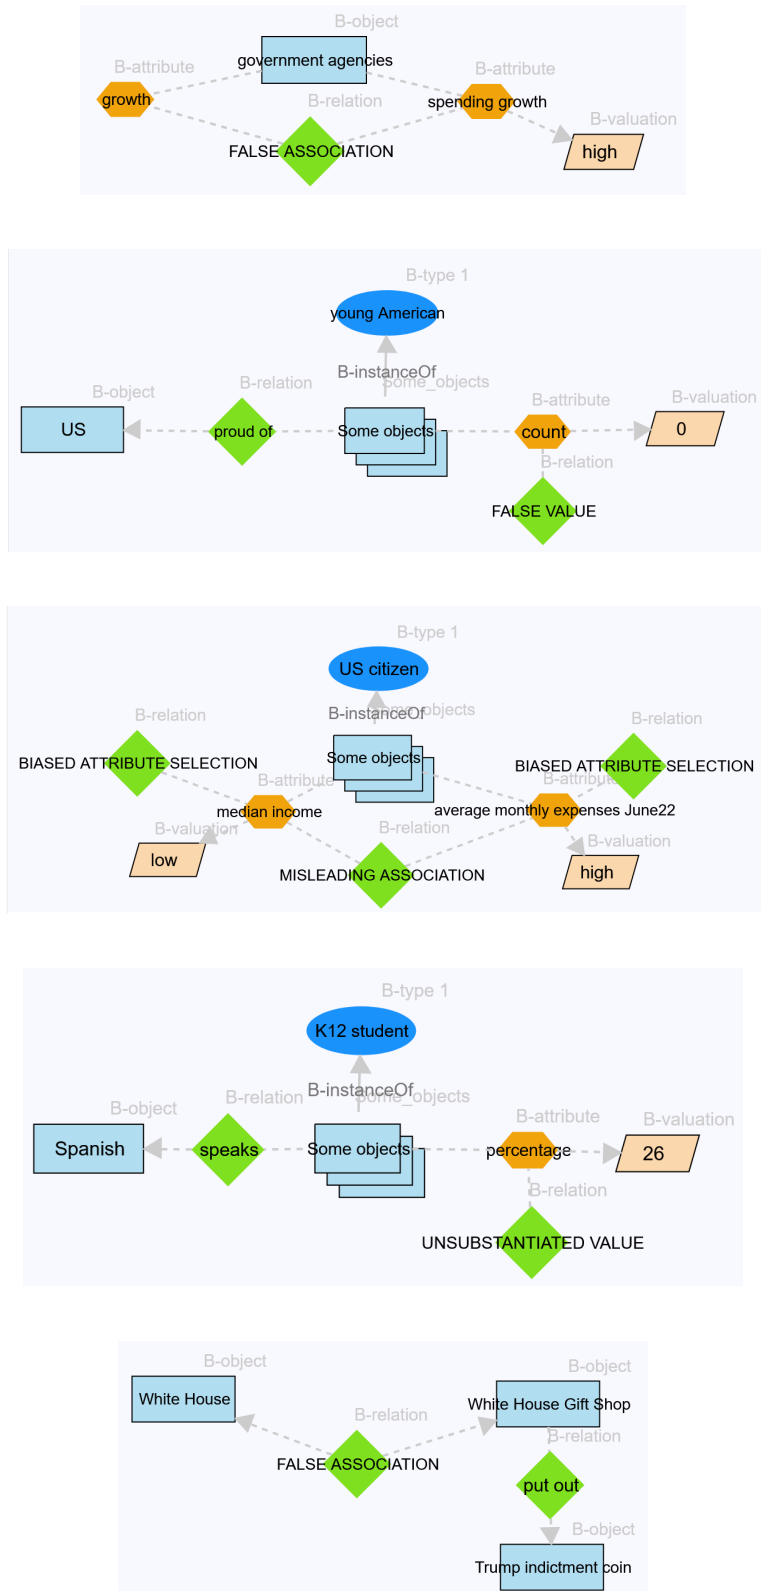 B-object
government agencies
B-attribute
growth
B-attribute
spending growth
B-relation
FALSE ASSOCIATION
B-valuation
high
B-type 1
young American
B-instanceOf
Some_objects
B-object
US
B-relation
proud of
Some objects
B-attribute
count
B-valuation
0
B-relation
FALSE VALUE
B-type 1
US citizen
B-instanceOf
Some_objects
B-relation
BIASED ATTRIBUTE SELECTION
Some objects
B-relation
BIASED ATTRIBUTE SELECTION
B-attribute
median income
B-attribute
average monthly expenses June22
B-valuation
low
B-relation
MISLEADING ASSOCIATION
B-valuation
high
B-type 1
K12 student
B-instanceOf
Some_objects
B-object
Spanish
B-relation
speaks
Some objects
B-attribute
percentage
B-valuation
26
B-relation
UNSUBSTANTIATED VALUE
B-object
White House
B-object
White House Gift Shop
B-relation
FALSE ASSOCIATION
B-relation
put out
B-object
Trump indictment coin